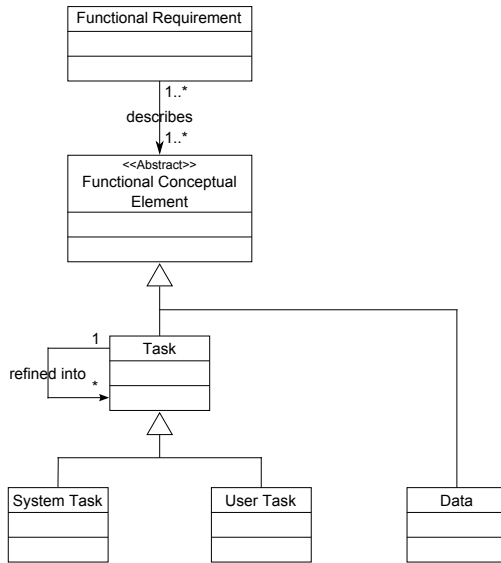 Functional Requirement
1..*
describes
1..*
<<Abstract>>
Functional Conceptual
Element
1
Task
refined into
*
System Task
User Task
Data